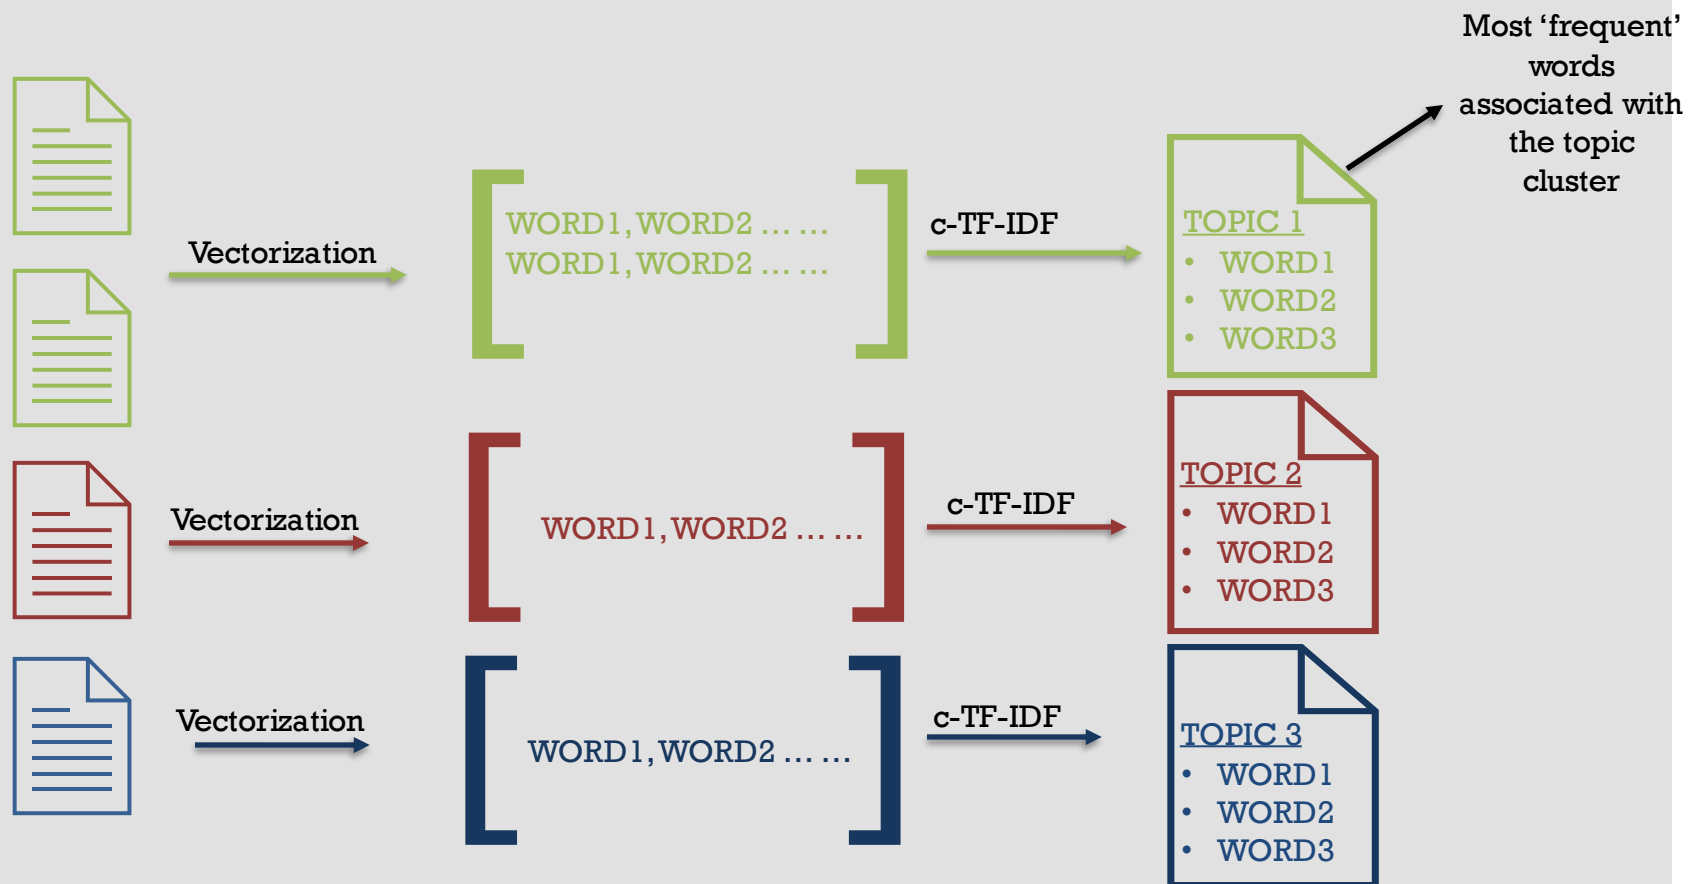 Most ‘frequent’
words
associated with
the topic
cluster
Vectorization
WORD1, WORD2 ... ...
WORD1, WORD2 ... ...
c-TF-IDF
TOPIC 1
• WORD1
• WORD2
• WORD3
Vectorization
WORD1, WORD2 ... ...
c-TF-IDF
TOPIC 2
• WORD1
• WORD2
• WORD3
Vectorization
WORD1, WORD2 ... ...
c-TF-IDF
TOPIC 3
• WORD1
• WORD2
• WORD3